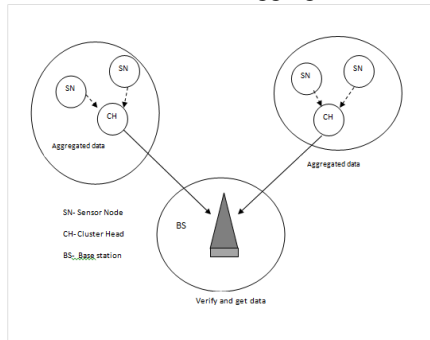 SN
SN
CH
Aggregated data
SN
SN
CH
Aggregated data
SN- Sensor Node
CH-Cluster Head
BS- Base station
BS
Verify and get data